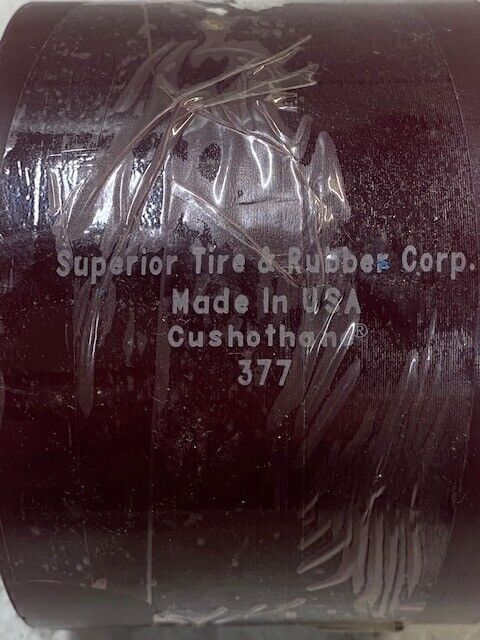 Superior Tire & Rubber Corp.
Made In USA
Cushothane®
377